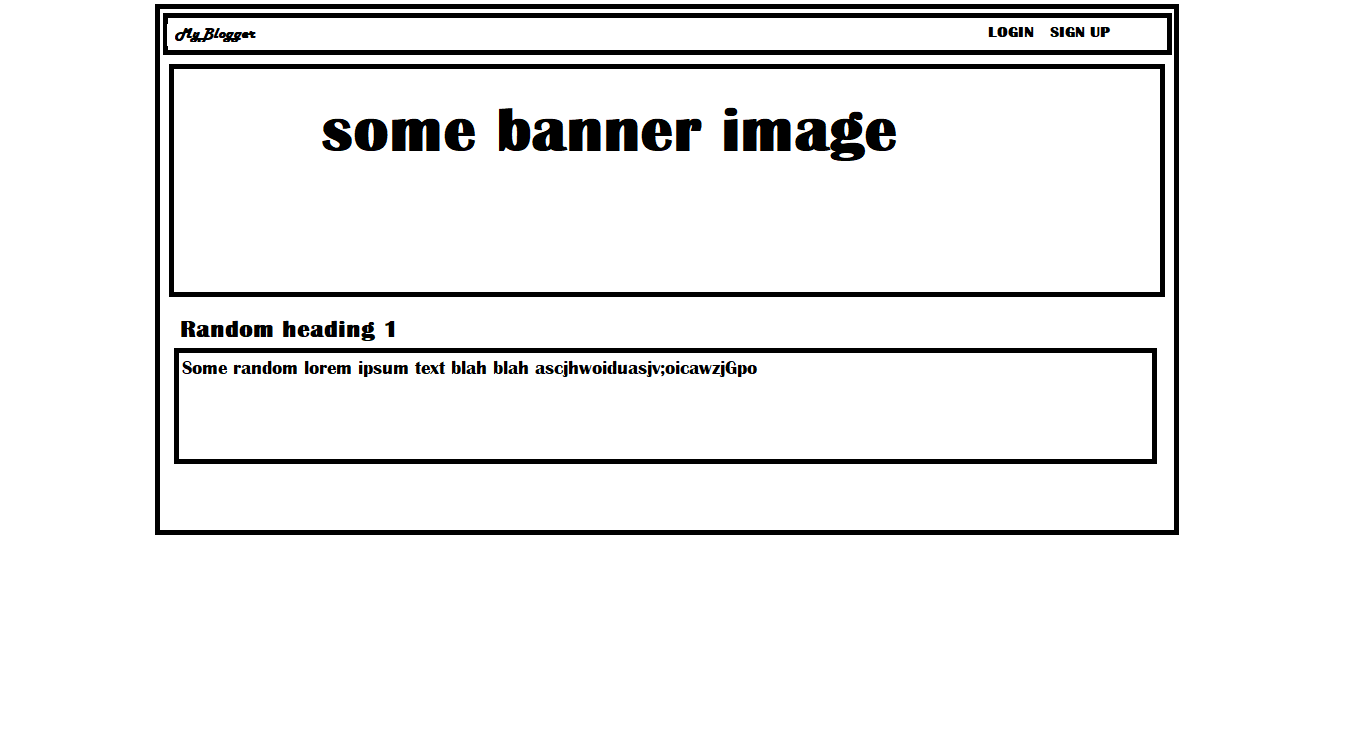 My Blogger
LOGIN SIGN UP
some banner image
Random heading 1
Some random lorem ipsum text blah blah ascjhwoiduasjv;oicawzjGpo